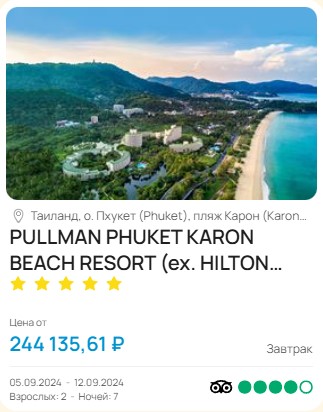 Таиланд, о. Пхукет (Phuket), пляж Карон (Karon...
PULLMAN PHUKET KARON
BEACH RESORT (ex. HILTON...
Цена от
244 135,61 ₽
Завтрак
05.09.2024 - 12.09.2024
Взрослых: 2 - Ночей: 7